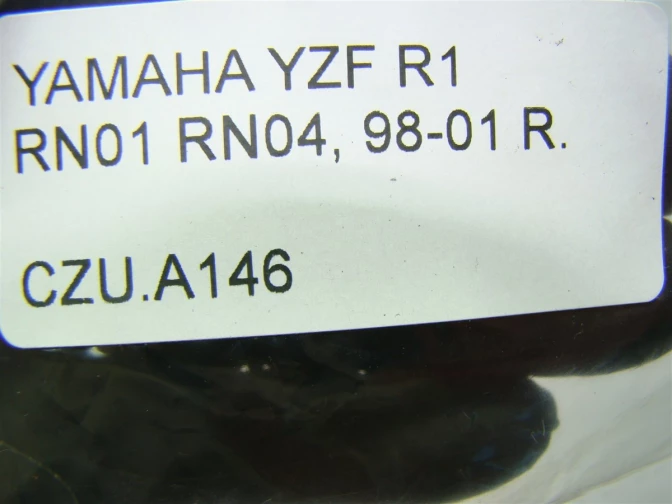 YAMAHA YZF R1
RN01 RN04, 98-01 R.
CZU.A146